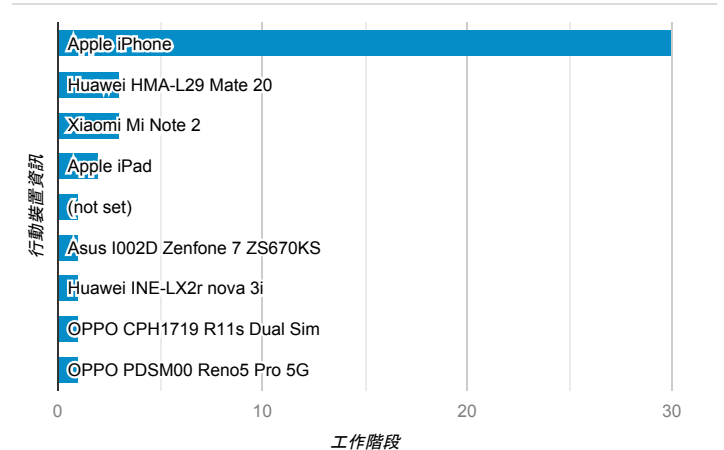 Apple iPhone
Huawei HMA-L29 Mate 20
Xiaomi Mi Note 2
Apple iPad
(not set)
Asus I002D Zenfone 7 ZS670KS
Huawei INE-LX2r nova 3i
OPPO CPH1719 R11s Dual Sim
OPPO PDSM00 Reno5 Pro 5G
行動裝置資訊
0 10 20 30
工作階段